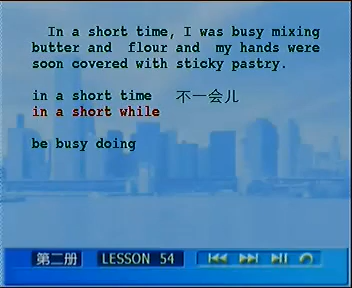 In a short time, I was busy mixing
butter and flour and my hands were
soon covered with sticky pastry.
in a short time 不一会儿
in a short while
be busy doing
第二册 LESSON 54